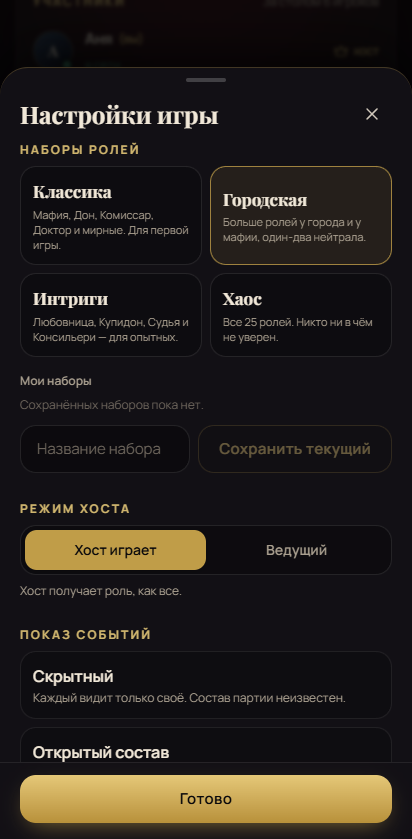 УЧАСТНИКИ
Аня (вы)
Настройки игры
НАБОРЫ РОЛЕЙ
Классика
Мафия, Дон, Комиссар,
Доктор и мирные. Для первой
игры.
Городская
Больше ролей у города и у
мафии, один-два нейтрала.
Интриги
Любовница, Купидон, Судья и
Консильери — для опытных.
Хаос
Все 25 ролей. Никто ни в чём
не уверен.
Мои наборы
Сохранённых наборов пока нет.
Название набора
Сохранить текущий
РЕЖИМ ХОСТА
Хост играет
Ведущий
Хост получает роль, как все.
ПОКАЗ СОБЫТИЙ
Скрытный
Каждый видит только своё. Состав партии неизвестен.
Открытый состав
Готово